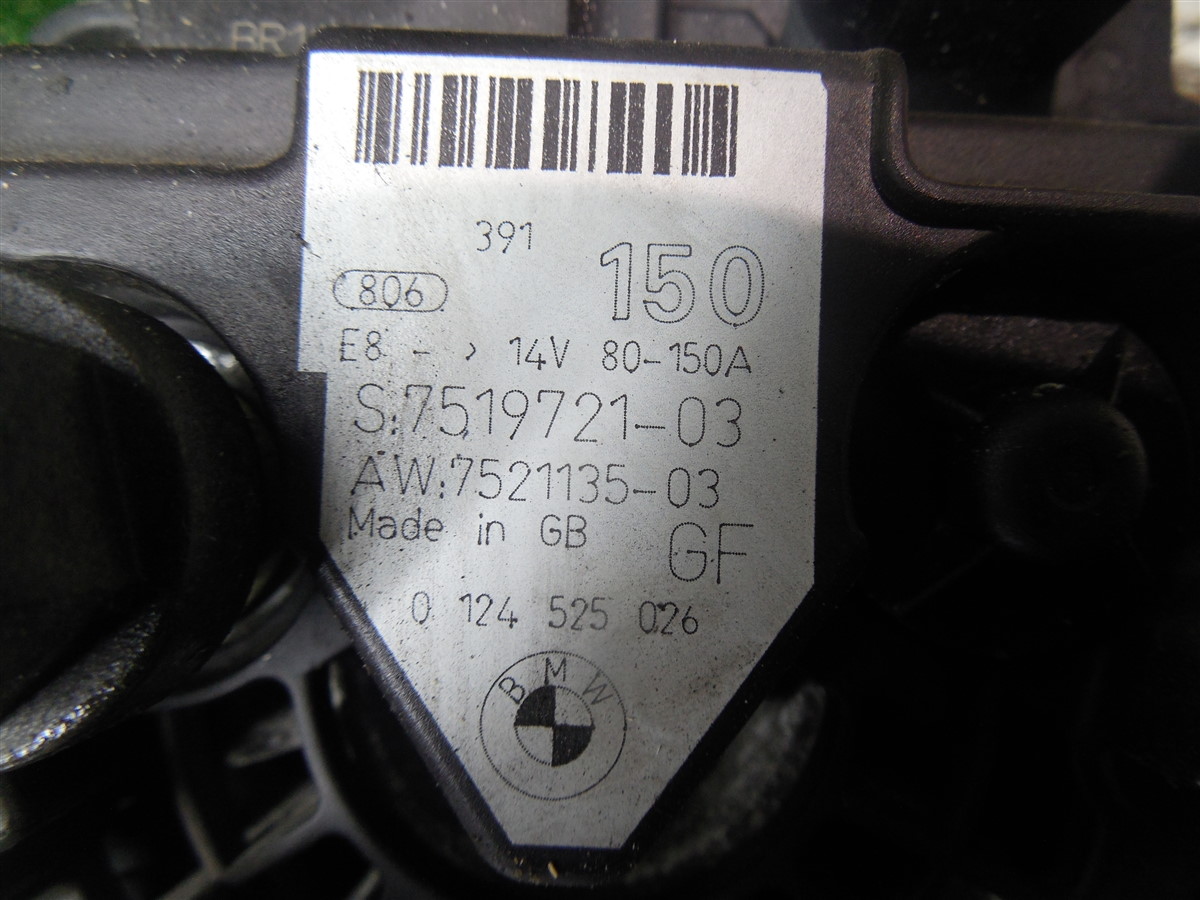 391
150
806
E8 - > 14V 80-150A
S:7519721-03
AW:7521135-03
Made in GB
GF
0 124 525 026
BMW